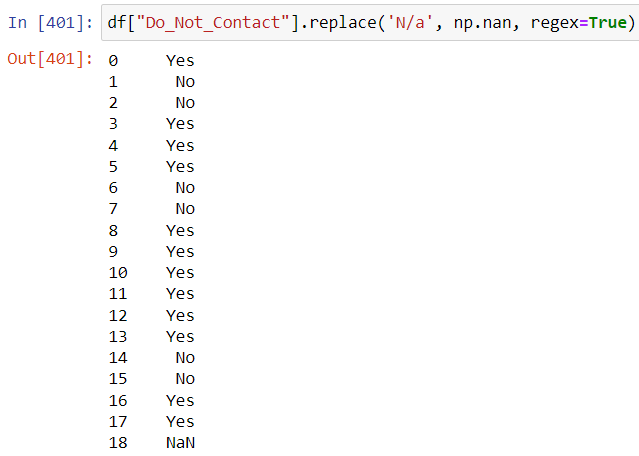 In [401]: df["Do_Not_Contact"].replace('N/a', np.nan, regex=True)
Out[401]: 0     Yes
1      No
2      No
3     Yes
4     Yes
5     Yes
6      No
7      No
8     Yes
9     Yes
10    Yes
11    Yes
12    Yes
13    Yes
14     No
15     No
16    Yes
17    Yes
18    NaN